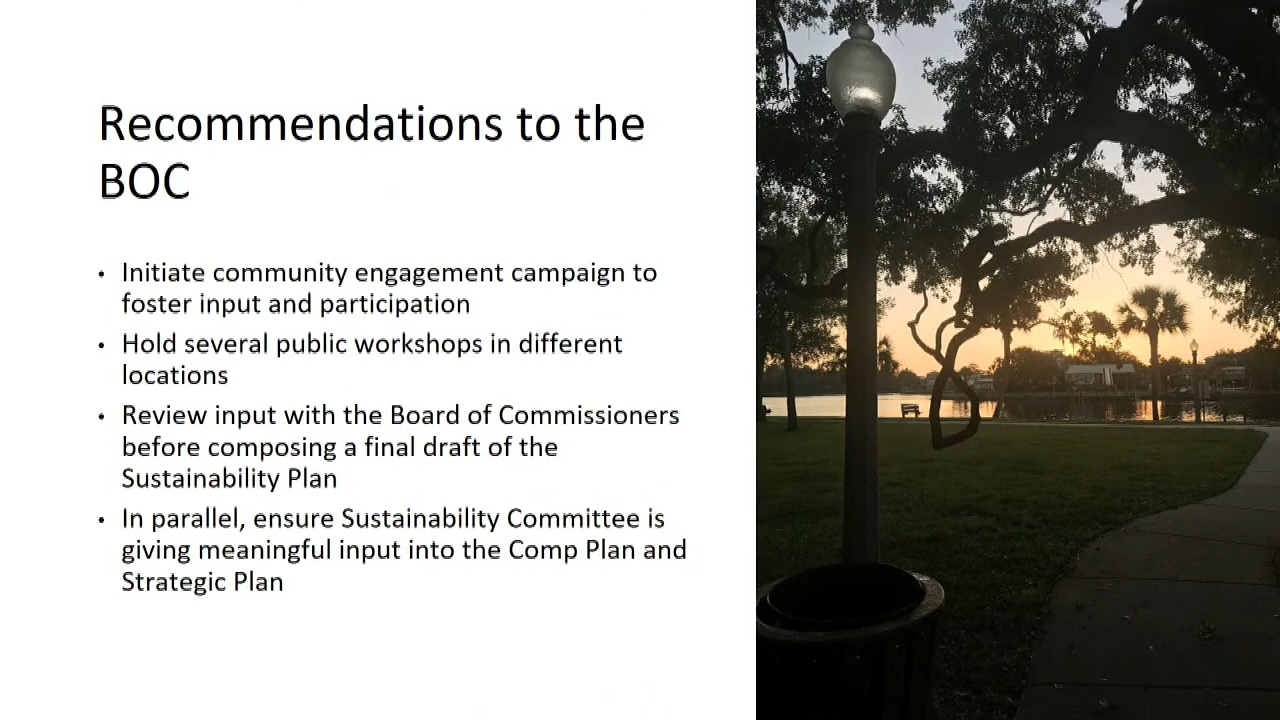 Recommendations to the
BOC
• Initiate community engagement campaign to
foster input and participation
• Hold several public workshops in different
locations
• Review input with the Board of Commissioners
before composing a final draft of the
Sustainability Plan
• In parallel, ensure Sustainability Committee is
giving meaningful input into the Comp Plan and
Strategic Plan